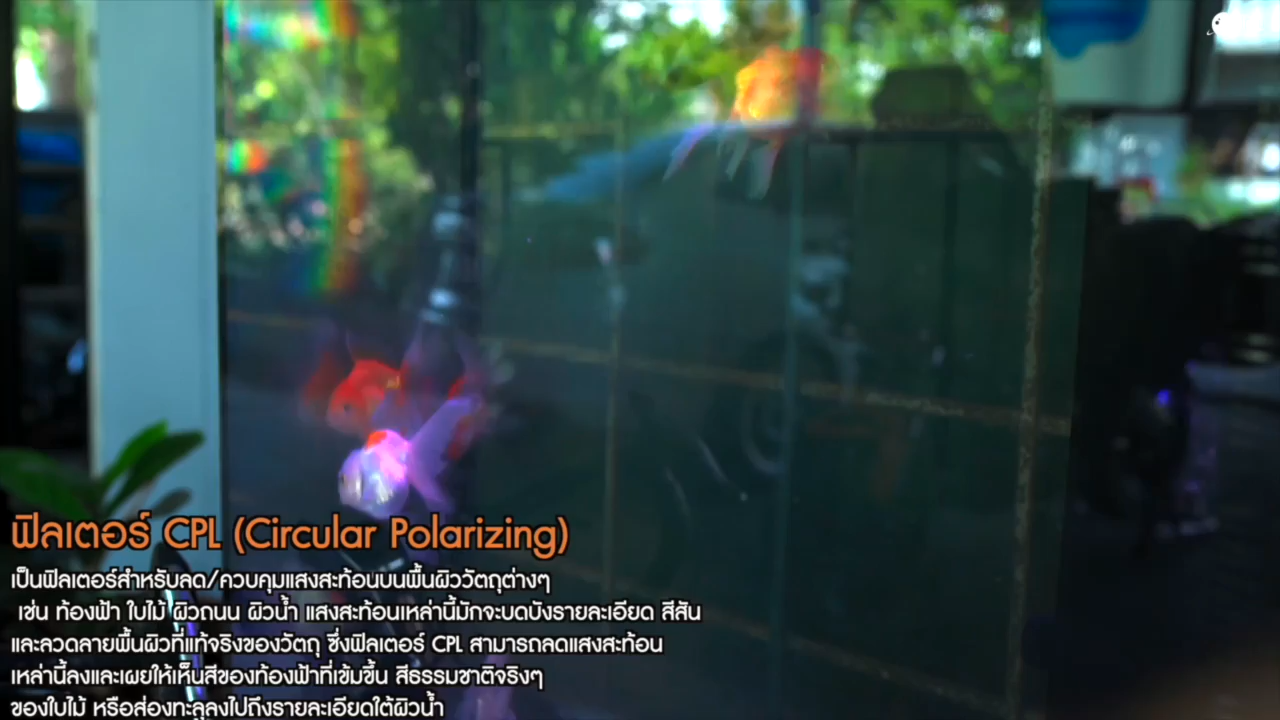 ฟิลเตอร์ CPL (Circular Polarizing)
เป็นฟิลเตอร์สำหรับลด/ควบคุมแสงสะท้อนบนพื้นผิววัตถุต่างๆ
เช่น ท้องฟ้า ใบไม้ ผิวถนน ผิวน้ำ แสงสะท้อนเหล่านี้มักจะบดบังรายละเอียด สีสัน
และลวดลายพื้นผิวที่แท้จริงของวัตถุ ซึ่งฟิลเตอร์ CPL สามารถลดแสงสะท้อน
เหล่านี้ลงและเผยให้เห็นสีของท้องฟ้าที่เข้มขึ้น สีธรรมชาติจริงๆ
ของใบไม้ หรือส่องทะลุลงไปถึงรายละเอียดใต้ผิวน้ำ